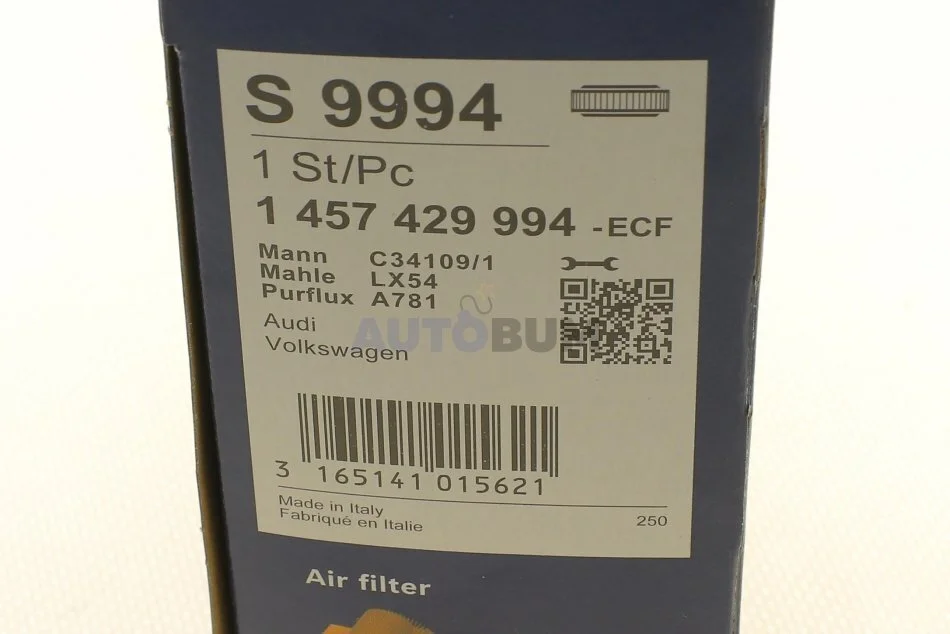 S 9994
1 St/Pc
1 457 429 994 -ECF
Mann C34109/1
Mahle LX54
Purflux A781
Audi
Volkswagen
AUTOBUM
3 165141 015621
Made in Italy
Fabriqué en Italie
250
Air filter